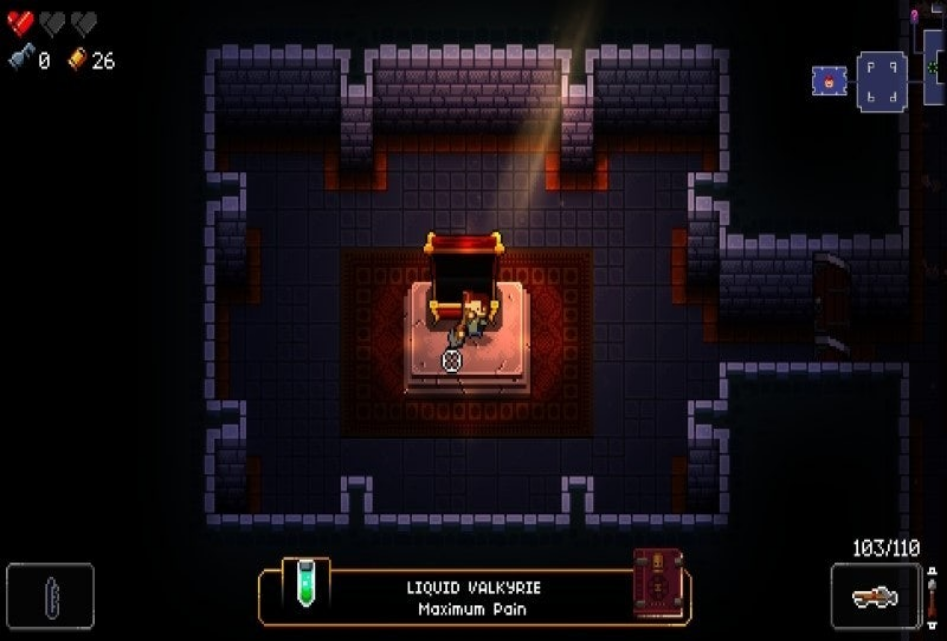 0 26
103/110
LIQUID VALKYRIE
Maximum Pain